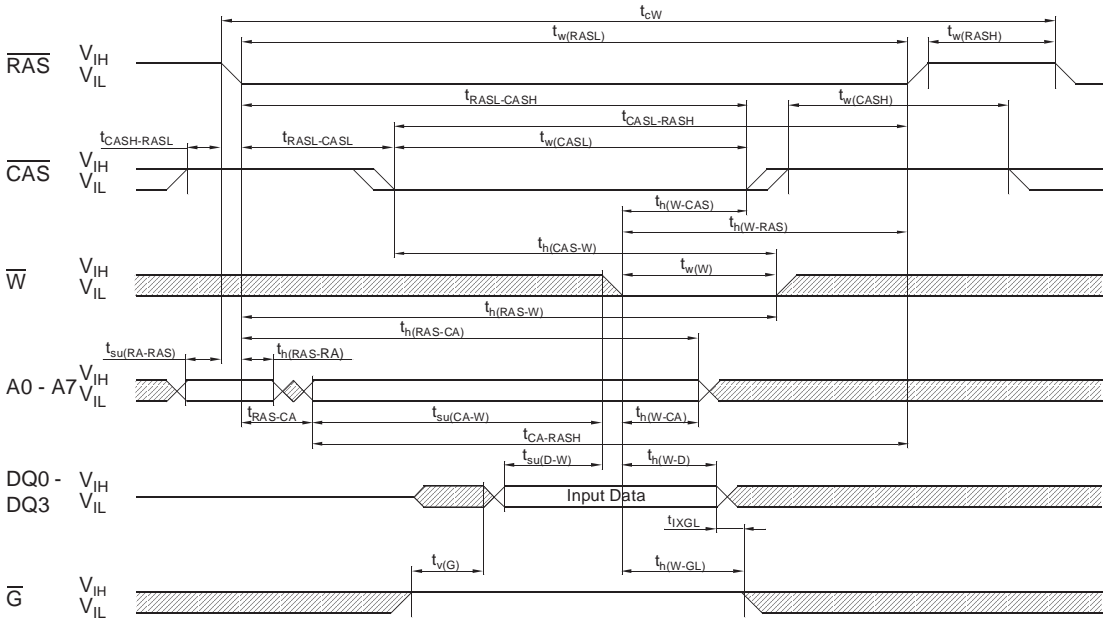 tcW
tw(RASL)
tw(RASH)
RAS VIH
VIL
tRASL-CASH
tw(CASH)
tCASL-RASH
tCASH-RASL
tRASL-CASL
tw(CASL)
CAS VIH
VIL
th(W-CAS)
th(W-RAS)
th(CAS-W)
tw(W)
W VIH
VIL
th(RAS-W)
th(RAS-CA)
tsu(RA-RAS)
th(RAS-RA)
A0 - A7 VIH
VIL
tRAS-CA
tsu(CA-W)
th(W-CA)
tCA-RASH
tsu(D-W)
th(W-D)
DQ0 - VIH
DQ3 VIL
Input Data
tIXGL
tv(G)
th(W-GL)
G VIH
VIL